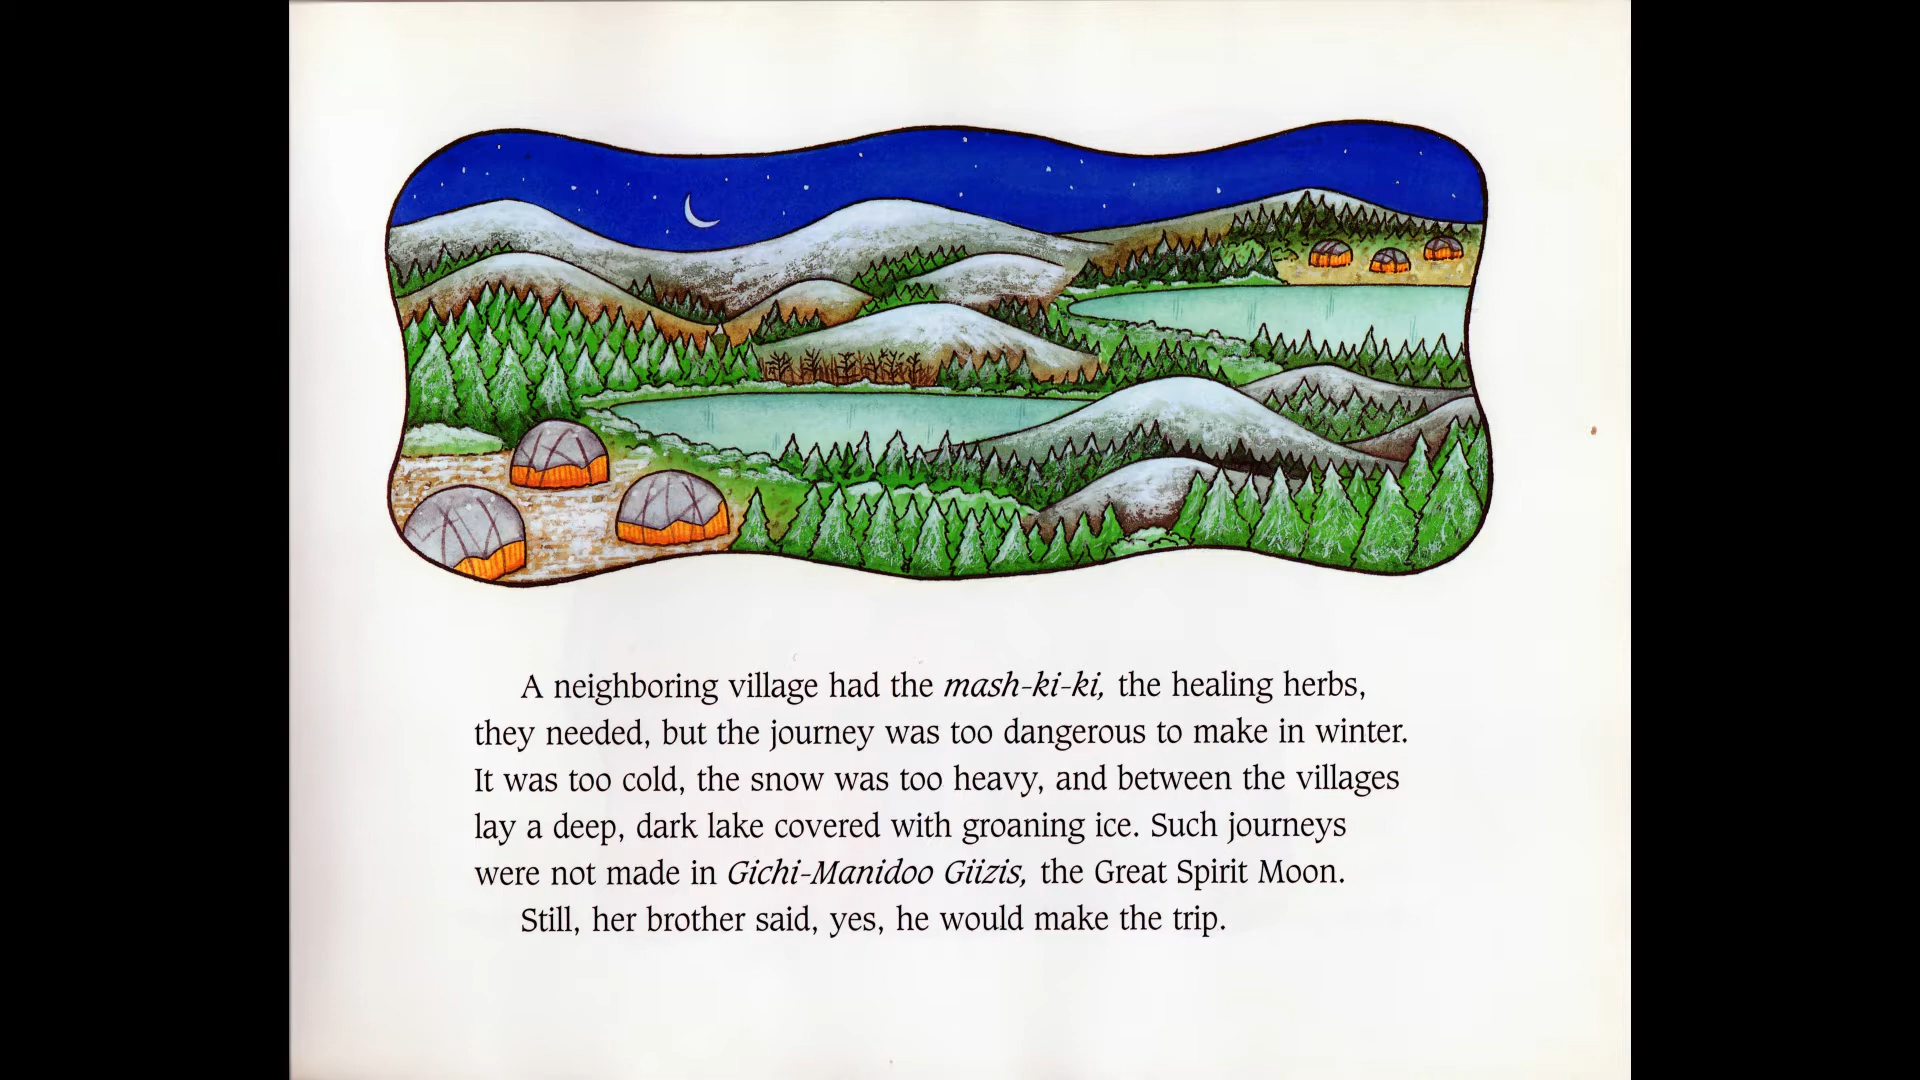 A neighboring village had the mash-ki-ki, the healing herbs,
they needed, but the journey was too dangerous to make in winter.
It was too cold, the snow was too heavy, and between the villages
lay a deep, dark lake covered with groaning ice. Such journeys
were not made in Gichi-Manidoo Giizis, the Great Spirit Moon.
Still, her brother said, yes, he would make the trip.